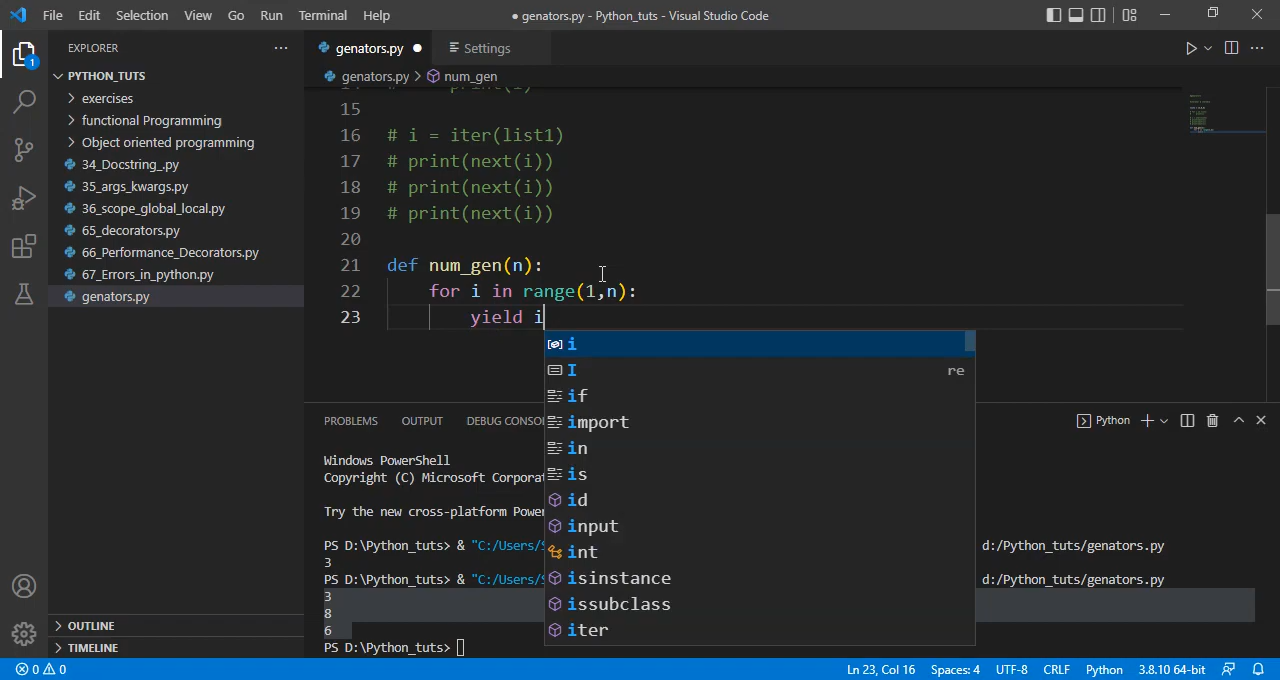 File Edit Selection View Go Run Terminal Help
● genators.py - Python_tuts - Visual Studio Code
EXPLORER
genators.py
Settings
PYTHON_TUTS
genators.py > num_gen
exercises
functional Programming
Object oriented programming
34_Docstring_.py
35_args_kwargs.py
36_scope_global_local.py
65_decorators.py
66_Performance_Decorators.py
67_Errors_in_python.py
genators.py
OUTLINE
TIMELINE
1
14 # print(i)
15
16 # i = iter(list1)
17 # print(next(i))
18 # print(next(i))
19 # print(next(i))
20
21 def num_gen(n):
22 for i in range(1,n):
23 yield i
i
I re
if
import
in
is
id
input
int
isinstance
issubclass
iter
PROBLEMS OUTPUT DEBUG CONSO
Python
Windows PowerShell
Copyright (C) Microsoft Corporat
Try the new cross-platform Power
PS D:\Python_tuts> & "C:/Users/S d:/Python_tuts/genators.py
3
PS D:\Python_tuts> & "C:/Users/S d:/Python_tuts/genators.py
3
8
6
PS D:\Python_tuts>
0 0
Ln 23, Col 16 Spaces: 4 UTF-8 CRLF Python 3.8.10 64-bit